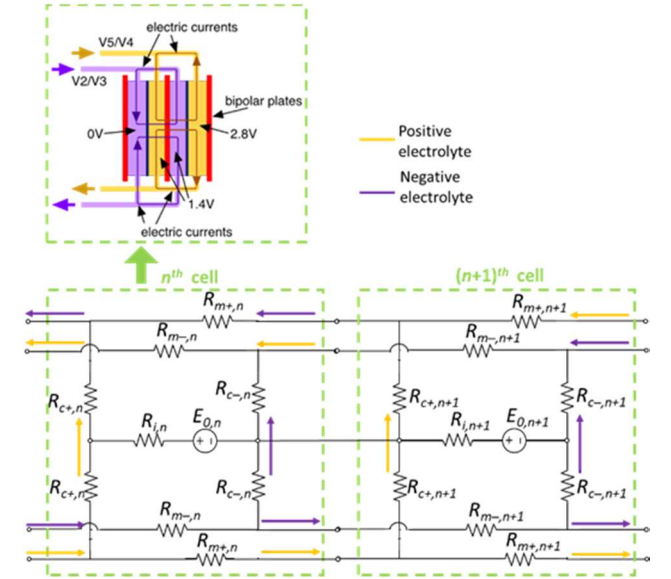 electric currents
V5/V4
V2/V3
bipolar plates
0V
2.8V
1.4V
electric currents
Positive
electrolyte
Negative
electrolyte
nth cell
(n+1)th cell
Rm+,n
Rm+,n+1
Rm-,n
Rm-,n+1
Rc+,n
Rc-,n
Rc+,n+1
Rc-,n+1
Ri,n
E0,n
Ri,n+1
E0,n+1
+ -
+ -
Rc+,n
Rc-,n
Rc+,n+1
Rc-,n+1
Rm-,n
Rm-,n+1
Rm+,n
Rm+,n+1